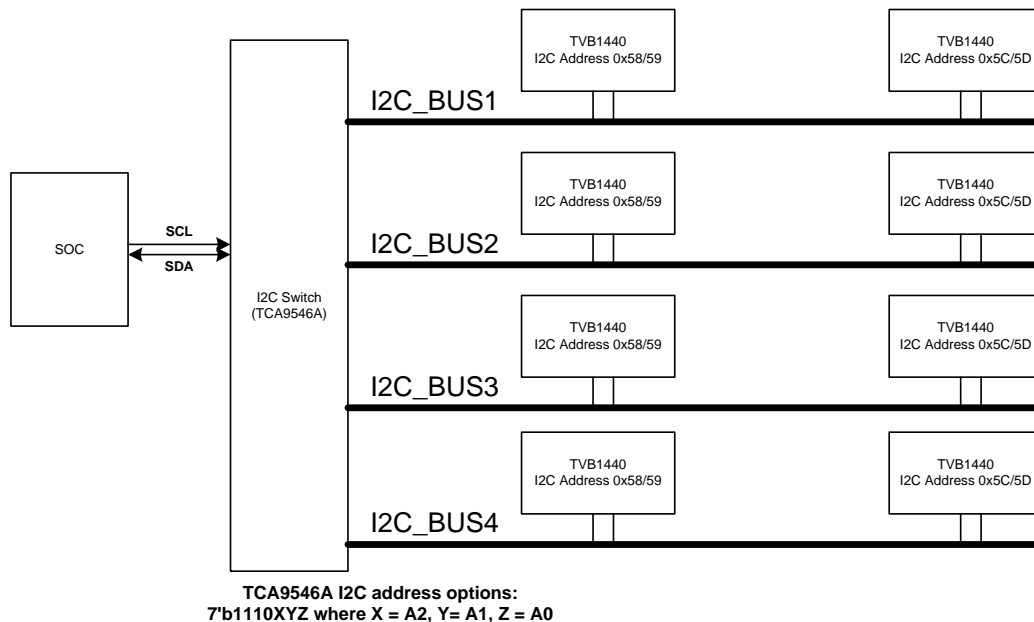 TVB1440
I2C Address 0x58/59
TVB1440
I2C Address 0x5C/5D
I2C_BUS1
TVB1440
I2C Address 0x58/59
TVB1440
I2C Address 0x5C/5D
SOC
SCL
SDA
I2C_BUS2
I2C Switch
(TCA9546A)
TVB1440
I2C Address 0x58/59
TVB1440
I2C Address 0x5C/5D
I2C_BUS3
TVB1440
I2C Address 0x58/59
TVB1440
I2C Address 0x5C/5D
I2C_BUS4
TCA9546A I2C address options:
7'b1110XYZ where X = A2, Y= A1, Z = A0